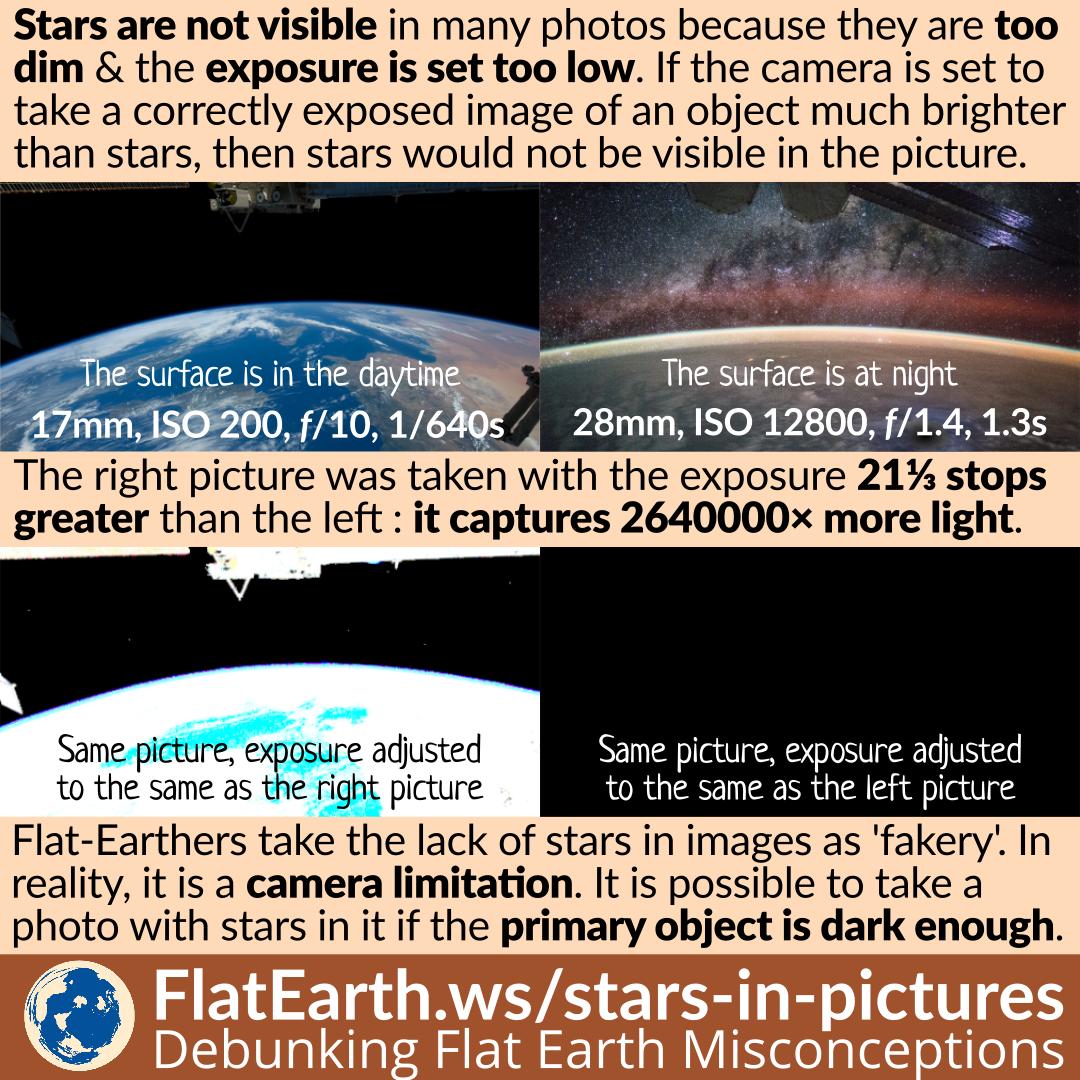 Stars are not visible in many photos because they are too
dim & the exposure is set too low. If the camera is set to
take a correctly exposed image of an object much brighter
than stars, then stars would not be visible in the picture.
The surface is in the daytime
17mm, ISO 200, f/10, 1/640s
The surface is at night
28mm, ISO 12800, f/1.4, 1.3s
The right picture was taken with the exposure 21⅓ stops
greater than the left : it captures 2640000× more light.
Same picture, exposure adjusted
to the same as the right picture
Same picture, exposure adjusted
to the same as the left picture
Flat-Earthers take the lack of stars in images as 'fakery'. In
reality, it is a camera limitation. It is possible to take a
photo with stars in it if the primary object is dark enough.
FlatEarth.ws/stars-in-pictures
Debunking Flat Earth Misconceptions